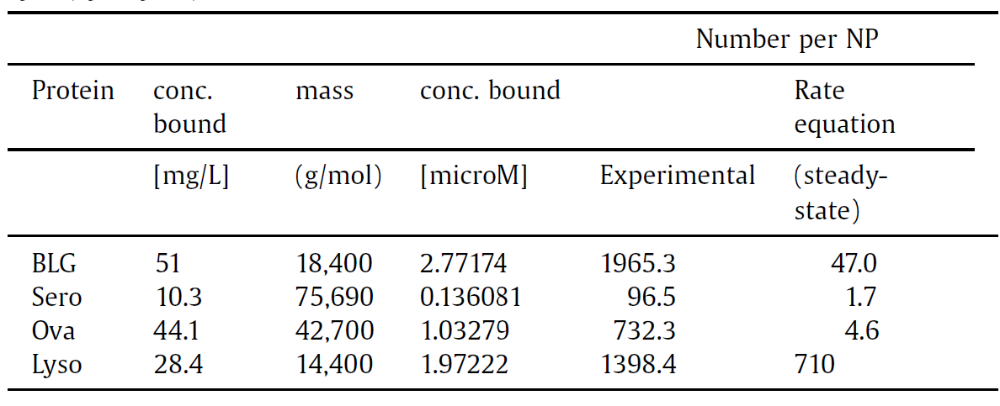 Number per NP
Protein conc. bound mass conc. bound Rate equation
[mg/L] (g/mol) [microM] Experimental (steady-state)
BLG 51 18,400 2.77174 1965.3 47.0
Sero 10.3 75,690 0.136081 96.5 1.7
Ova 44.1 42,700 1.03279 732.3 4.6
Lyso 28.4 14,400 1.97222 1398.4 710